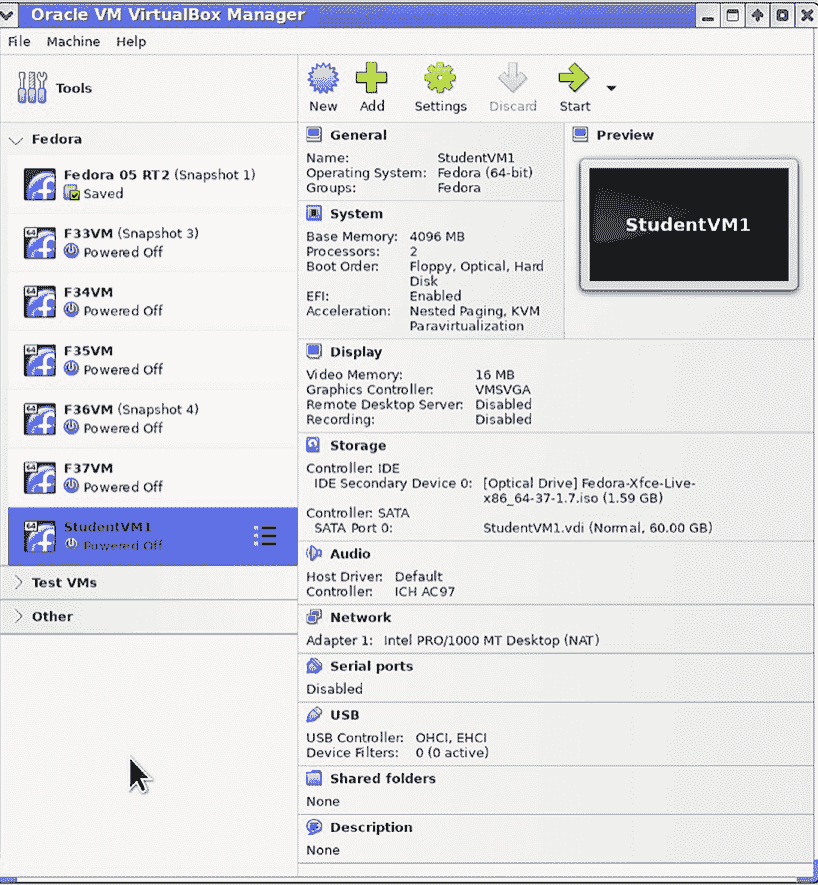 Oracle VM VirtualBox Manager
File Machine Help
Tools
New Add Settings Discard Start
Fedora
Fedora 05 RT2 (Snapshot 1)
Saved
64
F33VM (Snapshot 3)
Powered Off
64
F34VM
Powered Off
64
F35VM
Powered Off
64
F36VM (Snapshot 4)
Powered Off
64
F37VM
Powered Off
64
StudentVM1
Powered Off
Test VMs
Other
General
Name: StudentVM1
Operating System: Fedora (64-bit)
Groups: Fedora
System
Base Memory: 4096 MB
Processors: 2
Boot Order: Floppy, Optical, Hard
Disk
EFI: Enabled
Acceleration: Nested Paging, KVM
Paravirtualization
Preview
StudentVM1
Display
Video Memory: 16 MB
Graphics Controller: VMSVGA
Remote Desktop Server: Disabled
Recording: Disabled
Storage
Controller: IDE
IDE Secondary Device 0: [Optical Drive] Fedora-Xfce-Live-
x86_64-37-1.7.iso (1.59 GB)
Controller: SATA
SATA Port 0: StudentVM1.vdi (Normal, 60.00 GB)
Audio
Host Driver: Default
Controller: ICH AC97
Network
Adapter 1: Intel PRO/1000 MT Desktop (NAT)
Serial ports
Disabled
USB
USB Controller: OHCI, EHCI
Device Filters: 0 (0 active)
Shared folders
None
Description
None